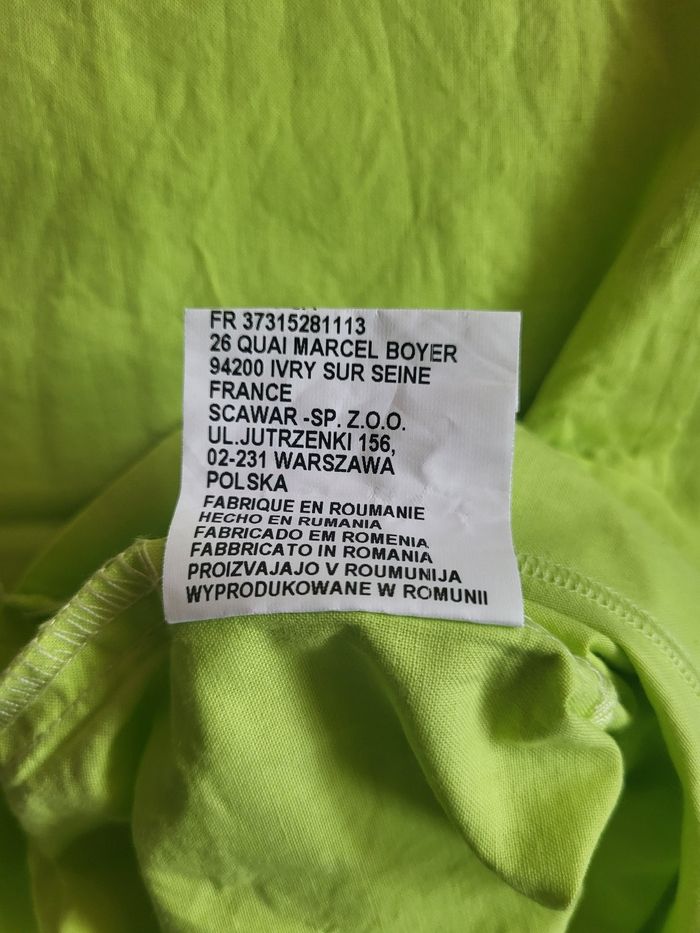 FR 37315281113
26 QUAI MARCEL BOYER
94200 IVRY SUR SEINE
FRANCE
SCAWAR -SP. Z.O.O.
UL.JUTRZENKI 156,
02-231 WARSZAWA
POLSKA
FABRIQUE EN ROUMANIE
HECHO EN RUMANIA
FABRICADO EM ROMENIA
FABBRICATO IN ROMANIA
PROIZVAJAJO V ROUMUNIJA
WYPRODUKOWANE W ROMUNII